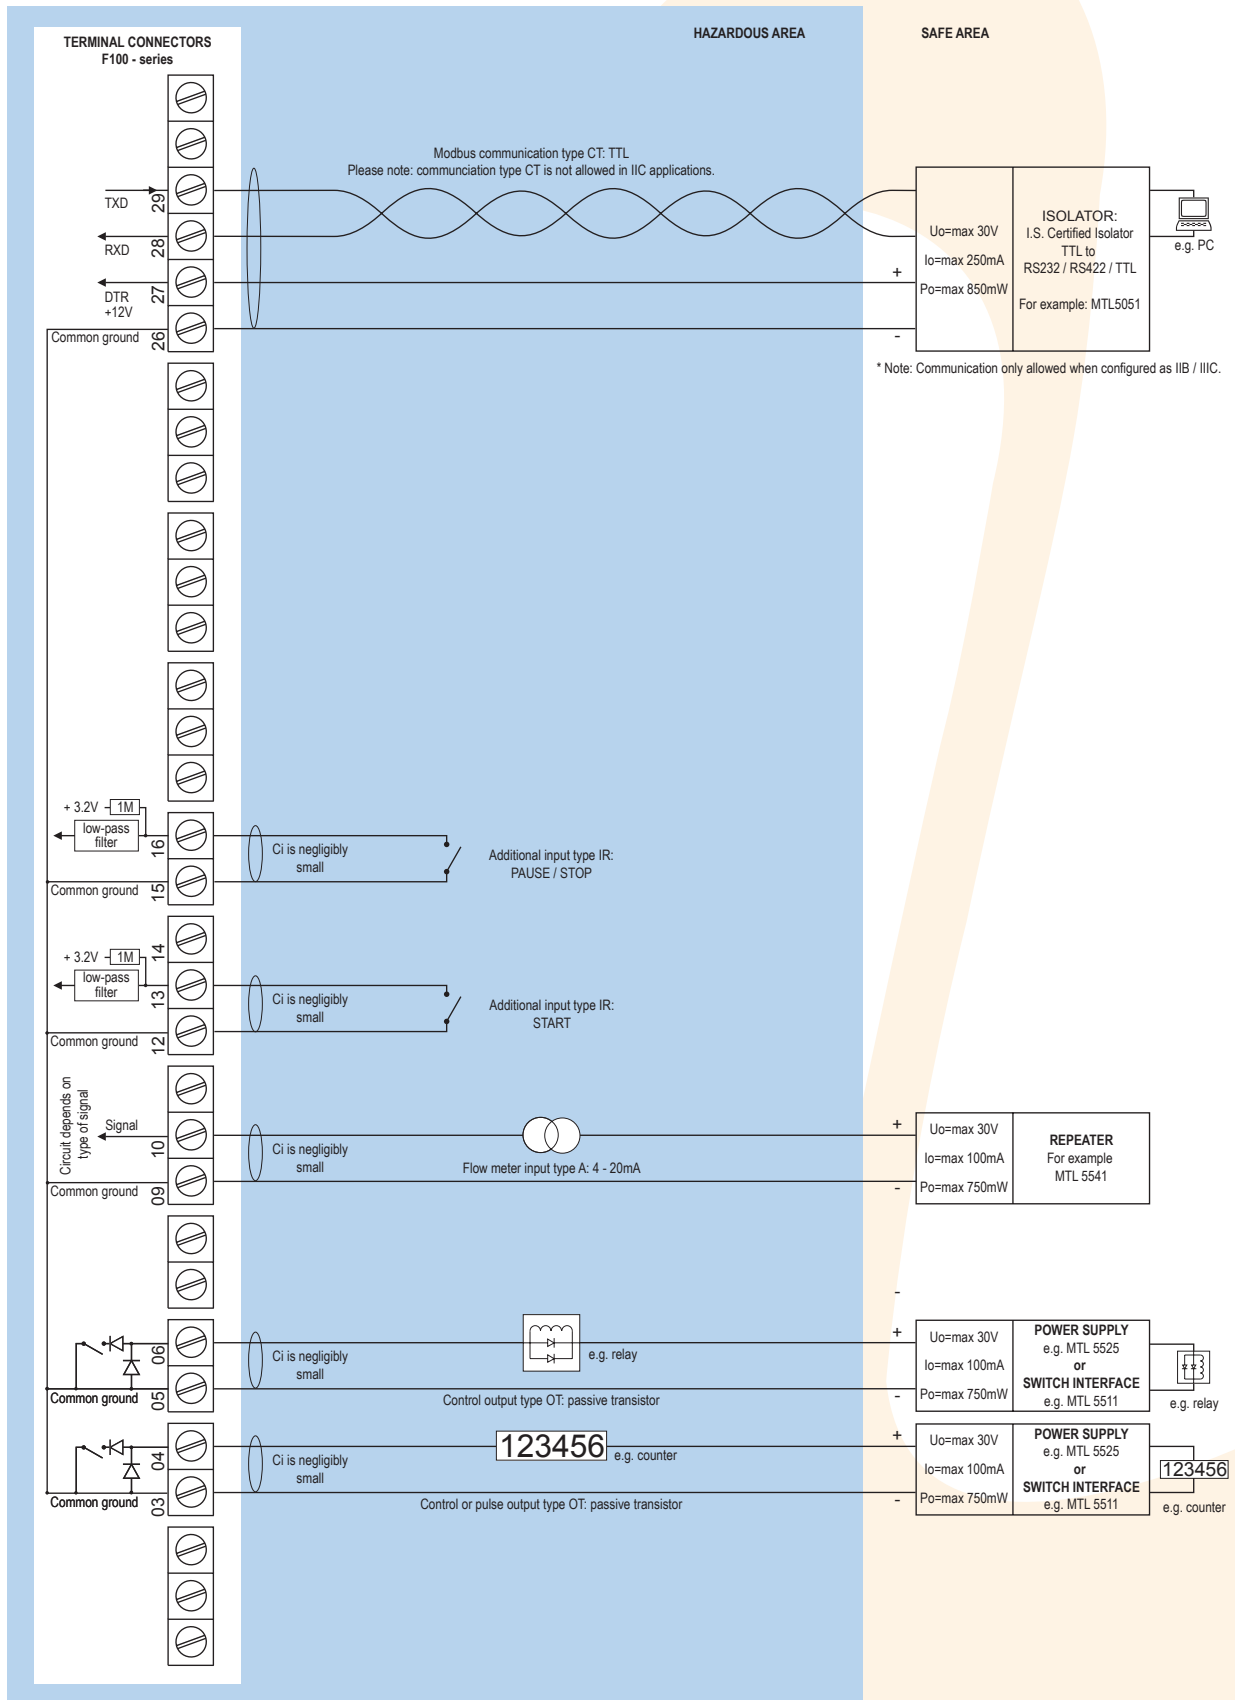 HAZARDOUS AREA
SAFE AREA
TERMINAL CONNECTORS
F100 - series
Modbus communication type CT: TTL
Please note: communciation type CT is not allowed in IIC applications.
TXD
29
RXD
28
DTR
+12V
27
Common ground
26
+
-
Uo=max 30V
Io=max 250mA
Po=max 850mW
ISOLATOR:
I.S. Certified Isolator
TTL to
RS232 / RS422 / TTL
For example: MTL5051
e.g. PC
* Note: Communication only allowed when configured as IIB / IIIC.
+ 3.2V
1M
low-pass
filter
16
Common ground
15
Ci is negligibly
small
Additional input type IR:
PAUSE / STOP
14
+ 3.2V
1M
low-pass
filter
13
Common ground
12
Ci is negligibly
small
Additional input type IR:
START
Circuit depends on
type of signal
Signal
10
Common ground
09
Ci is negligibly
small
Flow meter input type A: 4 - 20mA
+
-
Uo=max 30V
Io=max 100mA
Po=max 750mW
REPEATER
For example
MTL 5541
-
06
Common ground
05
Ci is negligibly
small
e.g. relay
Control output type OT: passive transistor
+
-
Uo=max 30V
Io=max 100mA
Po=max 750mW
POWER SUPPLY
e.g. MTL 5525
or
SWITCH INTERFACE
e.g. MTL 5511
e.g. relay
04
Common ground
03
Ci is negligibly
small
123456
e.g. counter
Control or pulse output type OT: passive transistor
+
-
Uo=max 30V
Io=max 100mA
Po=max 750mW
POWER SUPPLY
e.g. MTL 5525
or
SWITCH INTERFACE
e.g. MTL 5511
123456
e.g. counter